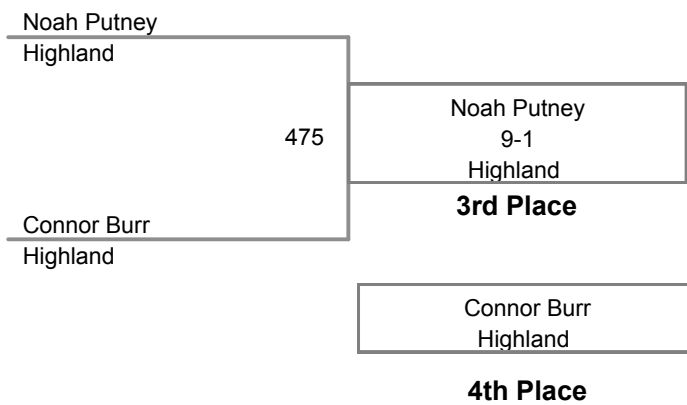 Noah Putney
Highland
475
Noah Putney
9-1
Highland
3rd Place
Connor Burr
Highland
Connor Burr
Highland
4th Place